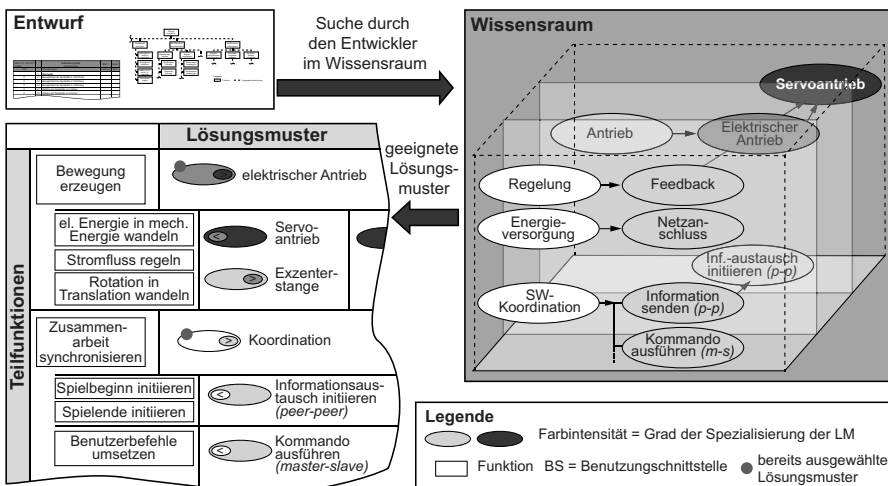 Entwurf
Suche durch
den Entwickler
im Wissensraum
Wissensraum
Servoantrieb
Antrieb
Elektrischer
Antrieb
Regelung
Feedback
Energie-
versorgung
Netzan-
schluss
Inf.-austausch
initiieren (p-p)
SW-
Koordination
Information
senden (p-p)
Kommando
ausführen (m-s)
geeignete
Lösungs-
muster
Lösungsmuster
Teilfunktionen
Bewegung
erzeugen
elektrischer Antrieb
el. Energie in mech.
Energie wandeln
Stromfluss regeln
Rotation in
Translation wandeln
<
Servo-
antrieb
>
Exzenter-
stange
Zusammen-
arbeit
synchronisieren
>
Koordination
Spielbeginn initiieren
Spielende initiieren
<
Informationsaus-
tausch initiieren
(peer-peer)
Benutzerbefehle
umsetzen
<
Kommando
ausführen
(master-slave)
Legende
Farbintensität = Grad der Spezialisierung der LM
Funktion
BS = Benutzungschnittstelle
bereits ausgewählte
Lösungsmuster